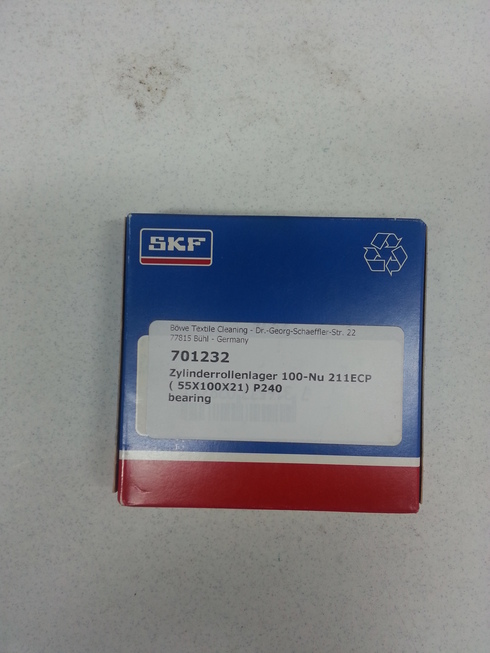 SKF
Böwe Textile Cleaning - Dr.-Georg-Schaeffler-Str. 22
77815 Bühl - Germany
701232
Zylinderrollenlager 100-Nu 211ECP
( 55X100X21) P240
bearing